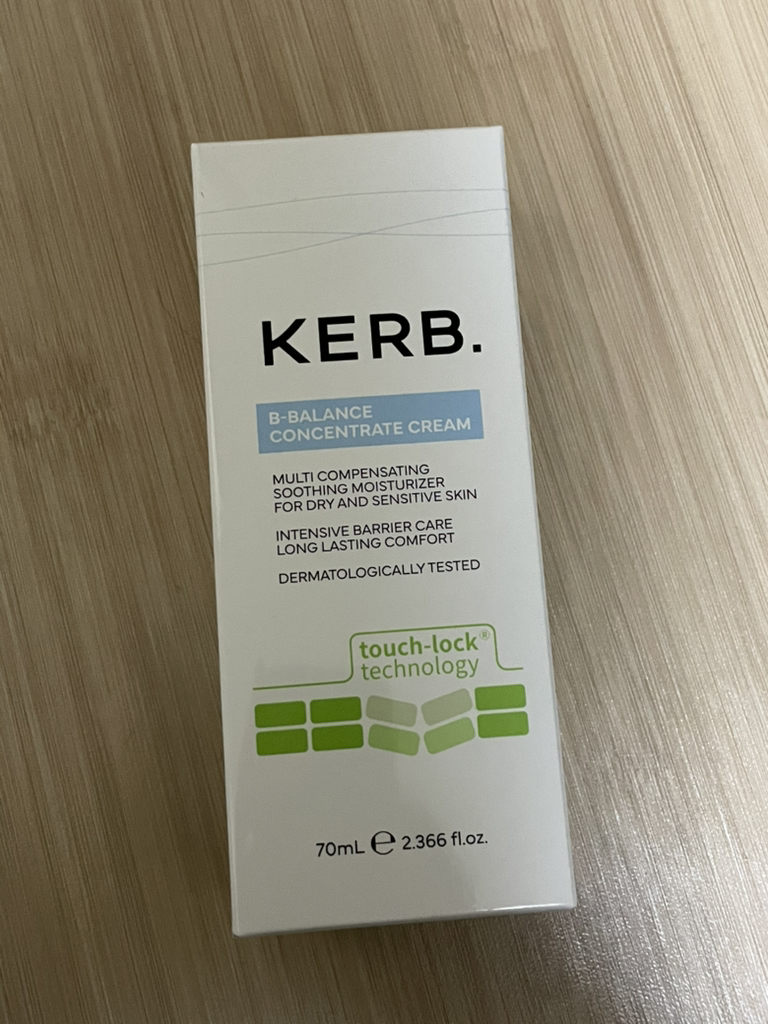 KERB.
B-BALANCE
CONCENTRATE CREAM
MULTI COMPENSATING
SOOTHING MOISTURIZER
FOR DRY AND SENSITIVE SKIN
INTENSIVE BARRIER CARE
LONG LASTING COMFORT
DERMATOLOGICALLY TESTED
touch-lock®
technology
70mL ℮ 2.366 fl.oz.